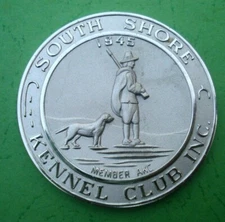 SOUTH SHORE
1945
MEMBER AKC
KENNEL CLUB INC.